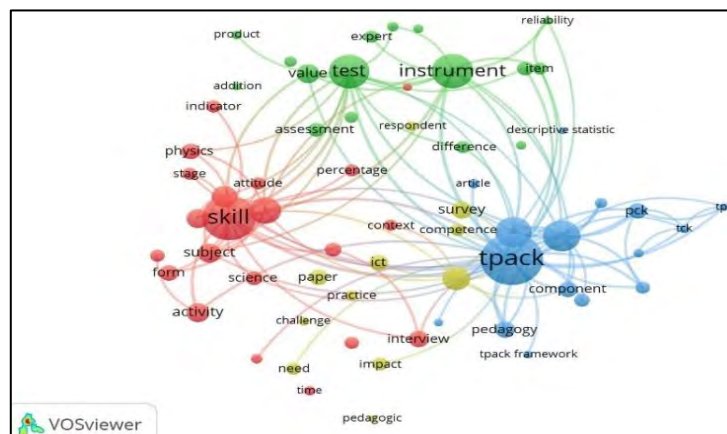 reliability
product
expert
value
test
instrument
item
addition
indicator
assessment
respondent
descriptive statistic
physics
difference
stage
attitude
percentage
article
skill
survey
pck
tp
context
competence
tck
subject
tpack
form
science
paper
ict
component
activity
practice
challenge
interview
pedagogy
need
impact
tpack framework
time
pedagogic
VOSviewer